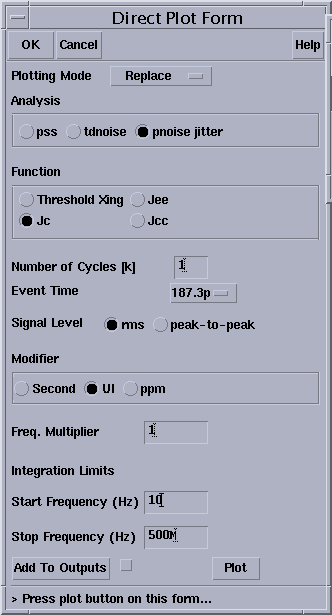 Direct Plot Form
OK Cancel Help
Plotting Mode Replace
Analysis
pss tdnoise pnoise jitter
Function
Threshold Xing Jee
Jc Jcc
Number of Cycles [k] 1
Event Time 187.3p
Signal Level rms peak-to-peak
Modifier
Second UI ppm
Freq. Multiplier 1
Integration Limits
Start Frequency (Hz) 10
Stop Frequency (Hz) 500M
Add To Outputs Plot
> Press plot button on this form...